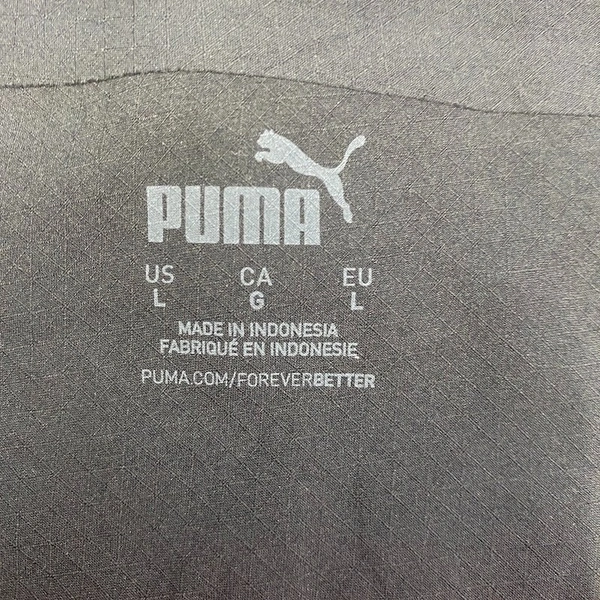 PUMA
US CA EU
L G L
MADE IN INDONESIA
FABRIQUÉ EN INDONESIE
PUMA.COM/FOREVERBETTER